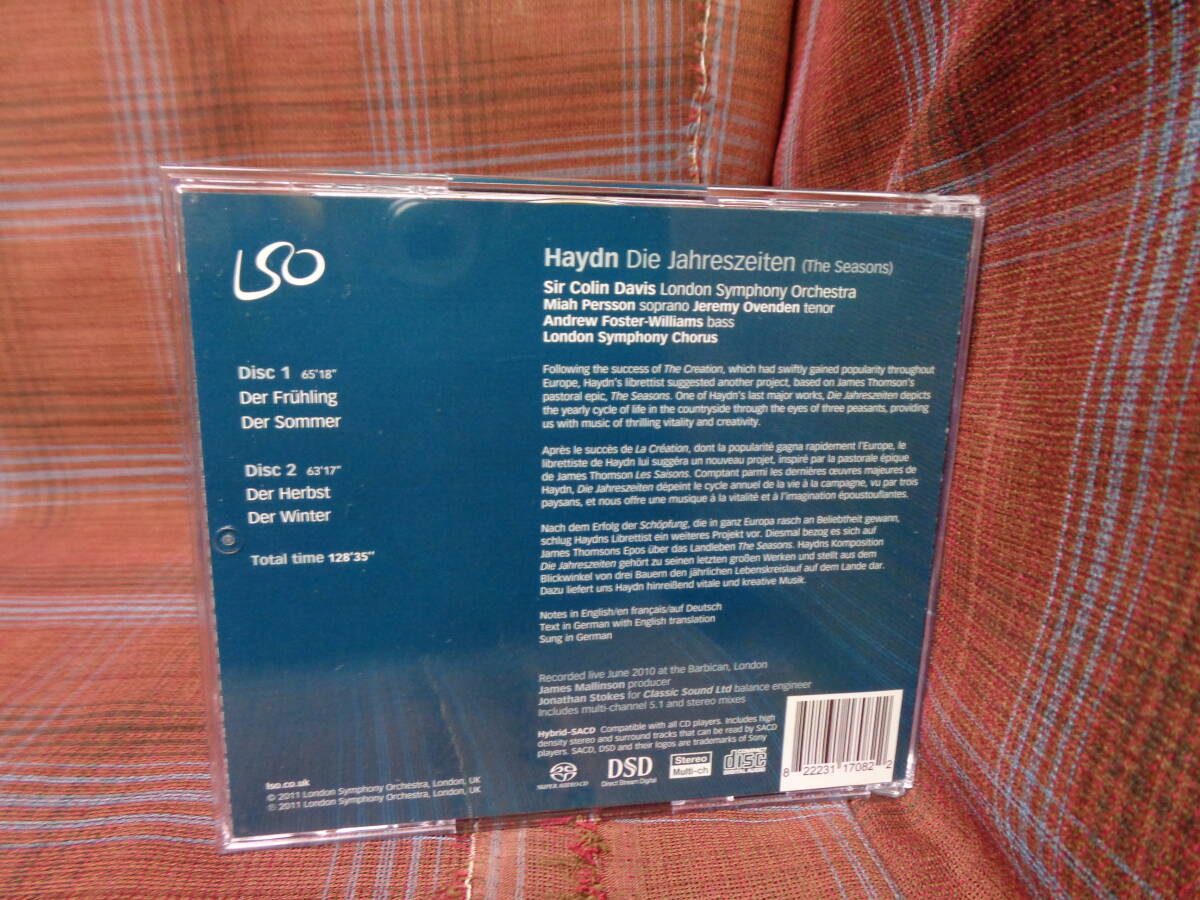 LSO
Disc 1 65'18"
Der Frühling
Der Sommer
Disc 2 63'17"
Der Herbst
Der Winter
Total time 128'35"
Haydn Die Jahreszeiten (The Seasons)
Sir Colin Davis London Symphony Orchestra
Miah Persson soprano Jeremy Ovenden tenor
Andrew Foster-Williams bass
London Symphony Chorus
Following the success of The Creation, which had swiftly gained popularity throughout
Europe, Haydn's librettist suggested another project, based on James Thomson's
pastoral epic, The Seasons. One of Haydn's last major works, Die Jahreszeiten depicts
the yearly cycle of life in the countryside through the eyes of three peasants, providing
us with music of thrilling vitality and creativity.
Après le succès de La Création, dont la popularité gagna rapidement l'Europe, le
librettiste de Haydn lui suggéra un nouveau projet, inspiré par la pastorale épique
de James Thomson Les Saisons. Comptant parmi les dernières œuvres majeures de
Haydn, Die Jahreszeiten dépeint le cycle annuel de la vie à la campagne, vu par trois
paysans, et nous offre une musique à la vitalité et à l'imagination époustouflantes.
Nach dem Erfolg der Schöpfung, die in ganz Europa rasch an Beliebtheit gewann,
schlug Haydns Librettist ein weiteres Projekt vor. Diesmal bezog es sich auf
James Thomsons Epos über das Landleben The Seasons. Haydns Komposition
Die Jahreszeiten gehört zu seinen letzten großen Werken und stellt aus dem
Blickwinkel von drei Bauern den jährlichen Lebenskreislauf auf dem Lande dar.
Dazu liefert uns Haydn hinreißend vitale und kreative Musik.
Notes in English/en français/auf Deutsch
Text in German with English translation
Sung in German
Recorded live June 2010 at the Barbican, London
James Mallinson producer
Jonathan Stokes for Classic Sound Ltd balance engineer
Includes multi-channel 5.1 and stereo mixes
Hybrid-SACD Compatible with all CD players. Includes high
density stereo and surround tracks that can be read by SACD
players. SACD, DSD and their logos are trademarks of Sony
SUPER AUDIO CD
DSD
Direct Stream Digital
Stereo
Multi-ch
COMPACT
disc
DIGITAL AUDIO
8 22231 17082 2
lso.co.uk
℗ 2011 London Symphony Orchestra, London, UK
© 2011 London Symphony Orchestra, London, UK